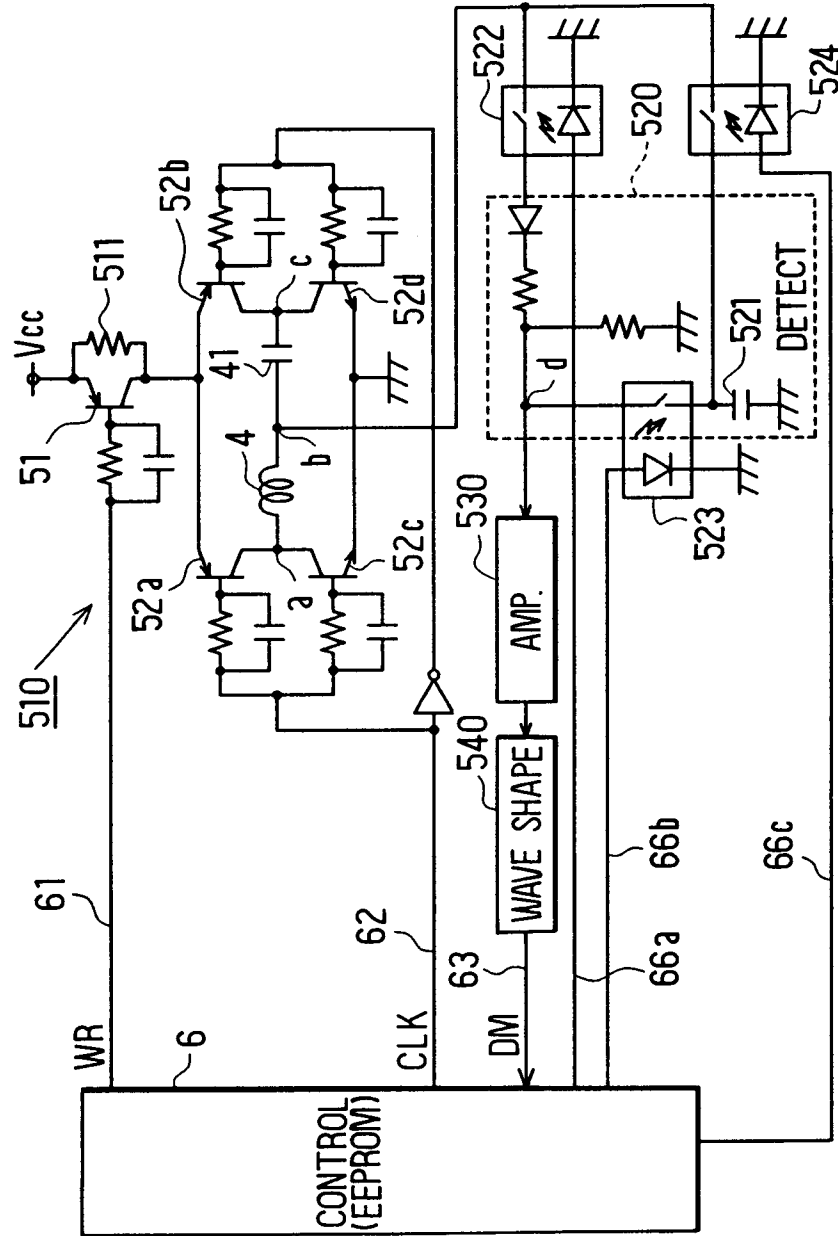 510
WR
61
51
Vcc
511
52a
52b
4
41
a
b
c
52c
52d
6
CONTROL
(EEPROM)
CLK
62
DM
63
540
WAVE SHAPE
530
AMP.
d
522
520
524
DETECT
521
523
66a
66b
66c